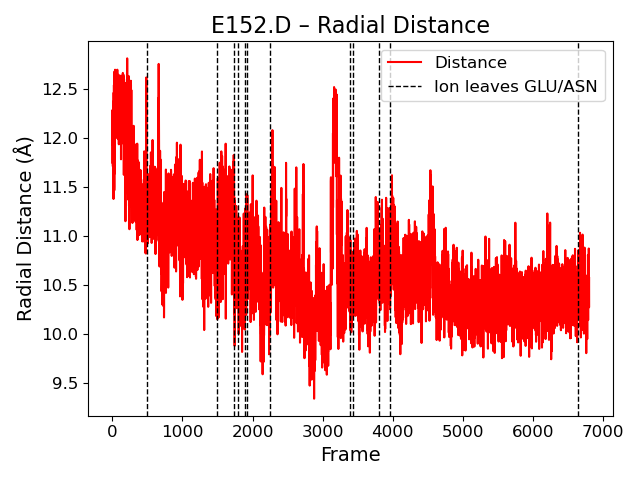 E152.D – Radial Distance
Distance
Ion leaves GLU/ASN
Radial Distance (Å)
12.5
12.0
11.5
11.0
10.5
10.0
9.5
0 1000 2000 3000 4000 5000 6000 7000
Frame